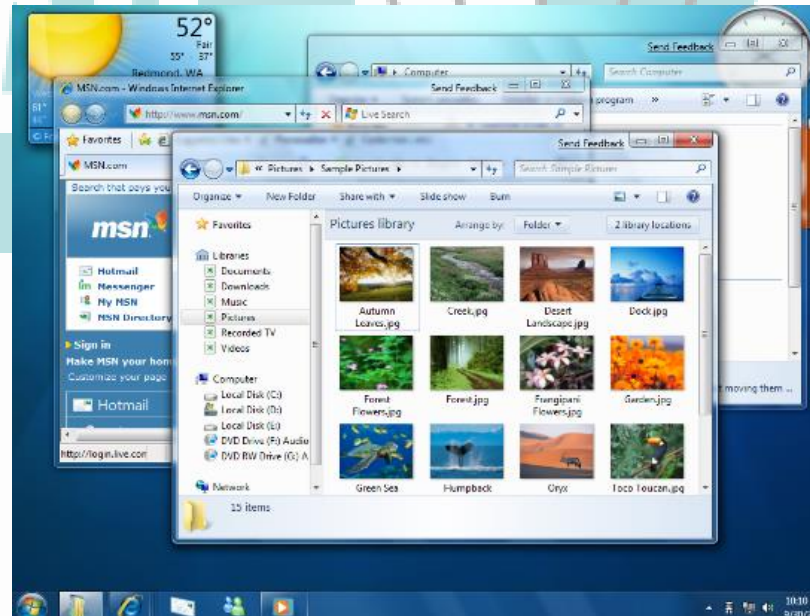 52°
Fair
55° 37°
Redmond, WA
61°
Send Feedback
Computer
Search Computer
program »
MSN.com - Windows Internet Explorer
Send Feedback
http://www.msn.com/
Live Search
Favorites
MSN.com
Search that pays you
msn
Hotmail
Messenger
My MSN
MSN Directory
Sign in
Make MSN your hom
Customize your page
Hotmail
http://login.live.con
Send Feedback
« Pictures ▸ Sample Pictures ▸
Search Sample Pictures
Organize ▾ New Folder Share with ▾ Slide show Burn
Favorites
Libraries
Documents
Downloads
Music
Pictures
Recorded TV
Videos
Computer
Local Disk (C:)
Local Disk (D:)
Local Disk (E:)
DVD Drive (F:) Audio
DVD RW Drive (G:) A
Network
Pictures library
Arrange by: Folder ▾
2 library locations
Autumn Leaves.jpg
Creek.jpg
Desert Landscape.jpg
Dock.jpg
Forest Flowers.jpg
Forest.jpg
Frangipani Flowers.jpg
Garden.jpg
Green Sea
Humpback
Oryx
Toco Toucan.jpg
15 items
t moving them ...
10:10